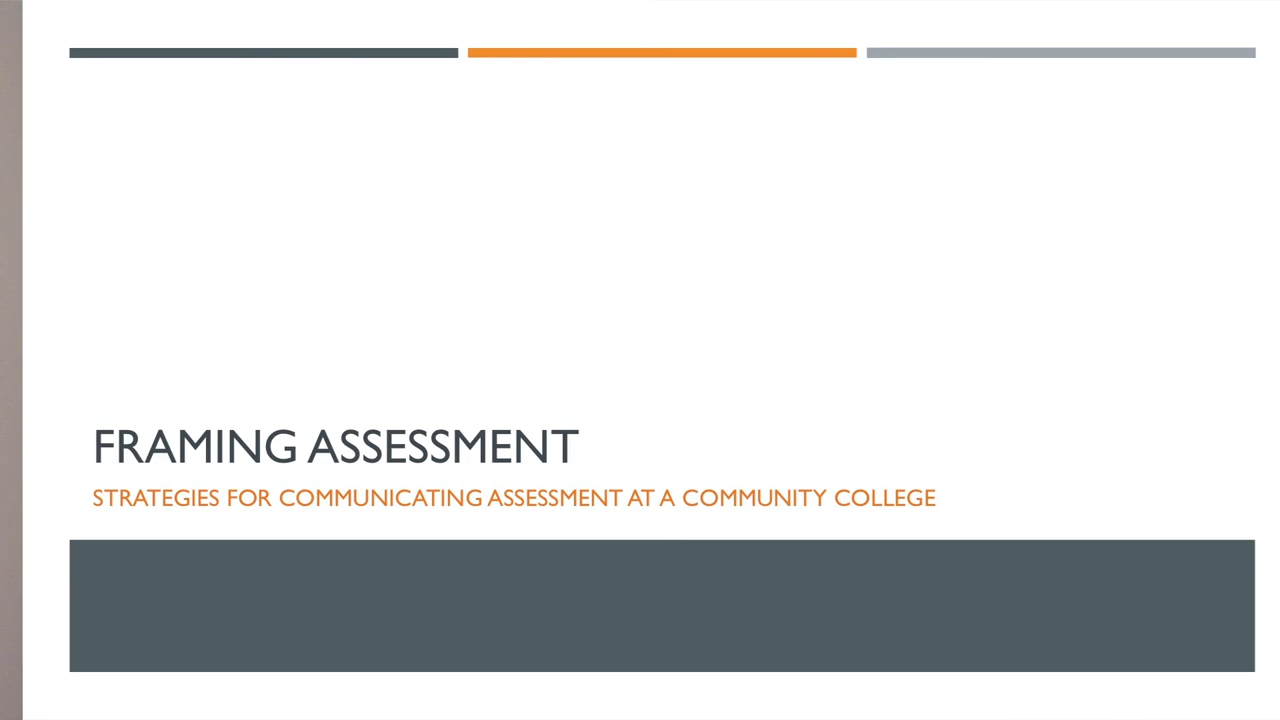 FRAMING ASSESSMENT
STRATEGIES FOR COMMUNICATING ASSESSMENT AT A COMMUNITY COLLEGE